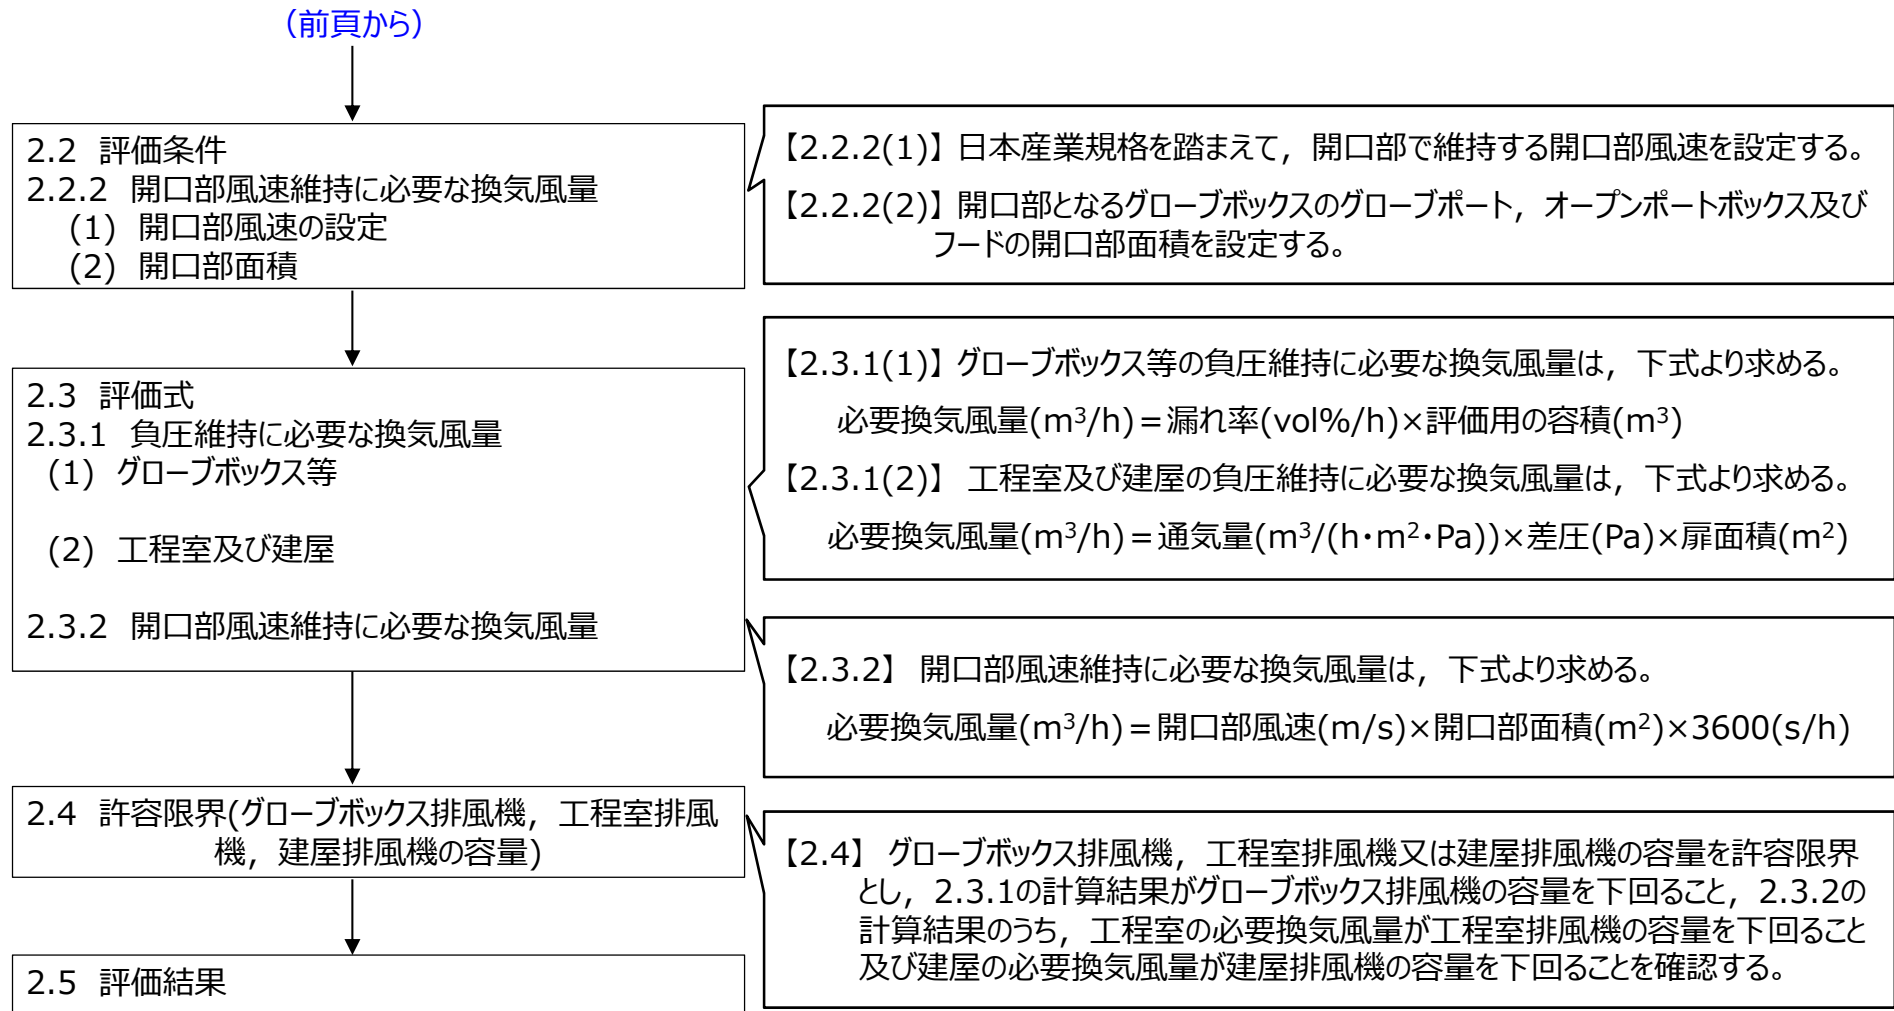 （前頁から）
2.2 評価条件
2.2.2 開口部風速維持に必要な換気風量
(1) 開口部風速の設定
(2) 開口部面積
【2.2.2(1)】日本産業規格を踏まえて，開口部で維持する開口部風速を設定する。
【2.2.2(2)】開口部となるグローブボックスのグローブポート，オープンポートボックス及び
フードの開口部面積を設定する。
2.3 評価式
2.3.1 負圧維持に必要な換気風量
(1) グローブボックス等
(2) 工程室及び建屋
2.3.2 開口部風速維持に必要な換気風量
【2.3.1(1)】グローブボックス等の負圧維持に必要な換気風量は，下式より求める。
必要換気風量(m³/h)＝漏れ率(vol%/h)×評価用の容積(m³)
【2.3.1(2)】 工程室及び建屋の負圧維持に必要な換気風量は，下式より求める。
必要換気風量(m³/h)＝通気量(m³/(h･m²･Pa))×差圧(Pa)×扉面積(m²)
【2.3.2】 開口部風速維持に必要な換気風量は，下式より求める。
必要換気風量(m³/h)＝開口部風速(m/s)×開口部面積(m²)×3600(s/h)
2.4 許容限界(グローブボックス排風機，工程室排風
機，建屋排風機の容量)
【2.4】 グローブボックス排風機，工程室排風機又は建屋排風機の容量を許容限界
とし，2.3.1の計算結果がグローブボックス排風機の容量を下回ること，2.3.2の
計算結果のうち，工程室の必要換気風量が工程室排風機の容量を下回ること
及び建屋の必要換気風量が建屋排風機の容量を下回ることを確認する。
2.5 評価結果